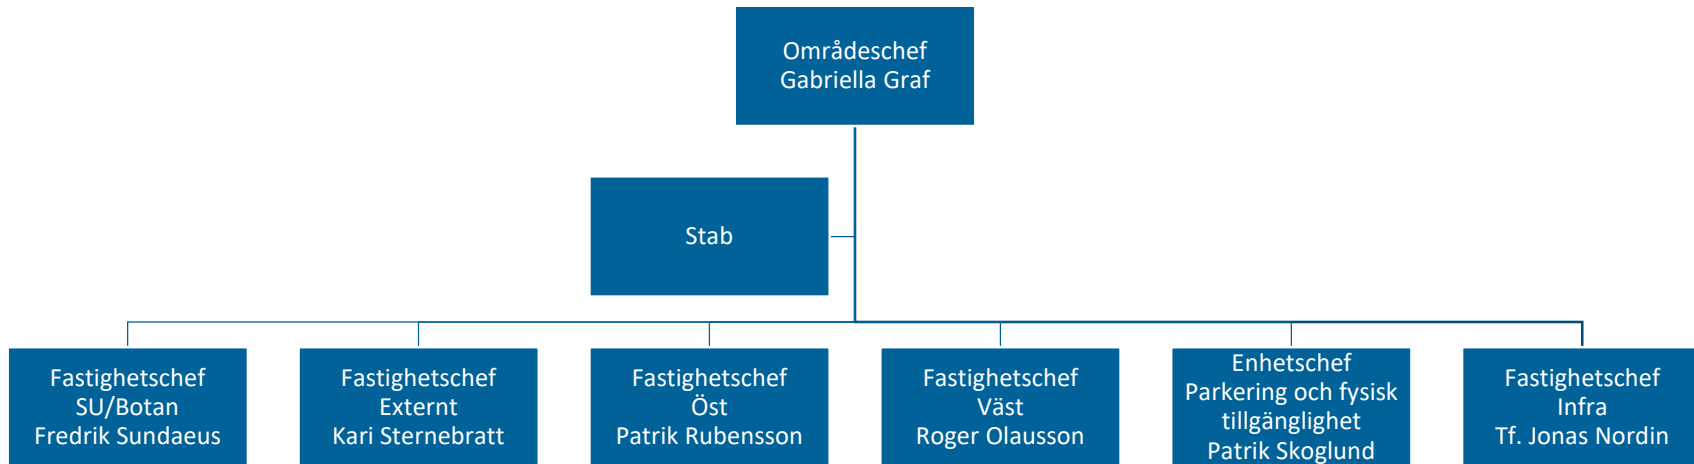 Områdeschef
Gabriella Graf
Stab
Fastighetschef
SU/Botan
Fredrik Sundaeus
Fastighetschef
Externt
Kari Sternebratt
Fastighetschef
Öst
Patrik Rubensson
Fastighetschef
Väst
Roger Olausson
Enhetschef
Parkering och fysisk
tillgänglighet
Patrik Skoglund
Fastighetschef
Infra
Tf. Jonas Nordin